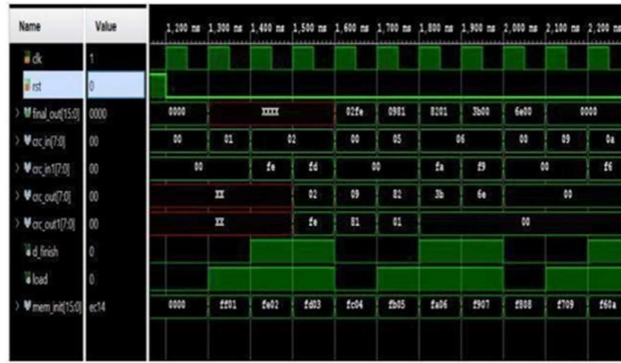 Name Value 1,200 ns 1,300 ns 1,400 ns 1,500 ns 1,600 ns 1,700 ns 1,800 ns 1,900 ns 2,000 ns 2,100 ns 2,200 ns
clk 1
rst 0
final_out[15:0] 0000 0000 XXXX 02fe 0981 8201 3b00 6e00 0000
crc_in[7:0] 00 00 01 02 00 05 06 00 09 0a
crc_in1[7:0] 00 00 fe fd 00 fa f9 00 f6
crc_out[7:0] 00 XX 02 09 82 3b 6e 00
crc_out1[7:0] 00 XX fe 81 01 00
d_finish 0
load 0
mem_init[15:0] ec14 0000 ff01 fe02 fd03 fc04 fb05 fa06 f907 f808 f709 f60a